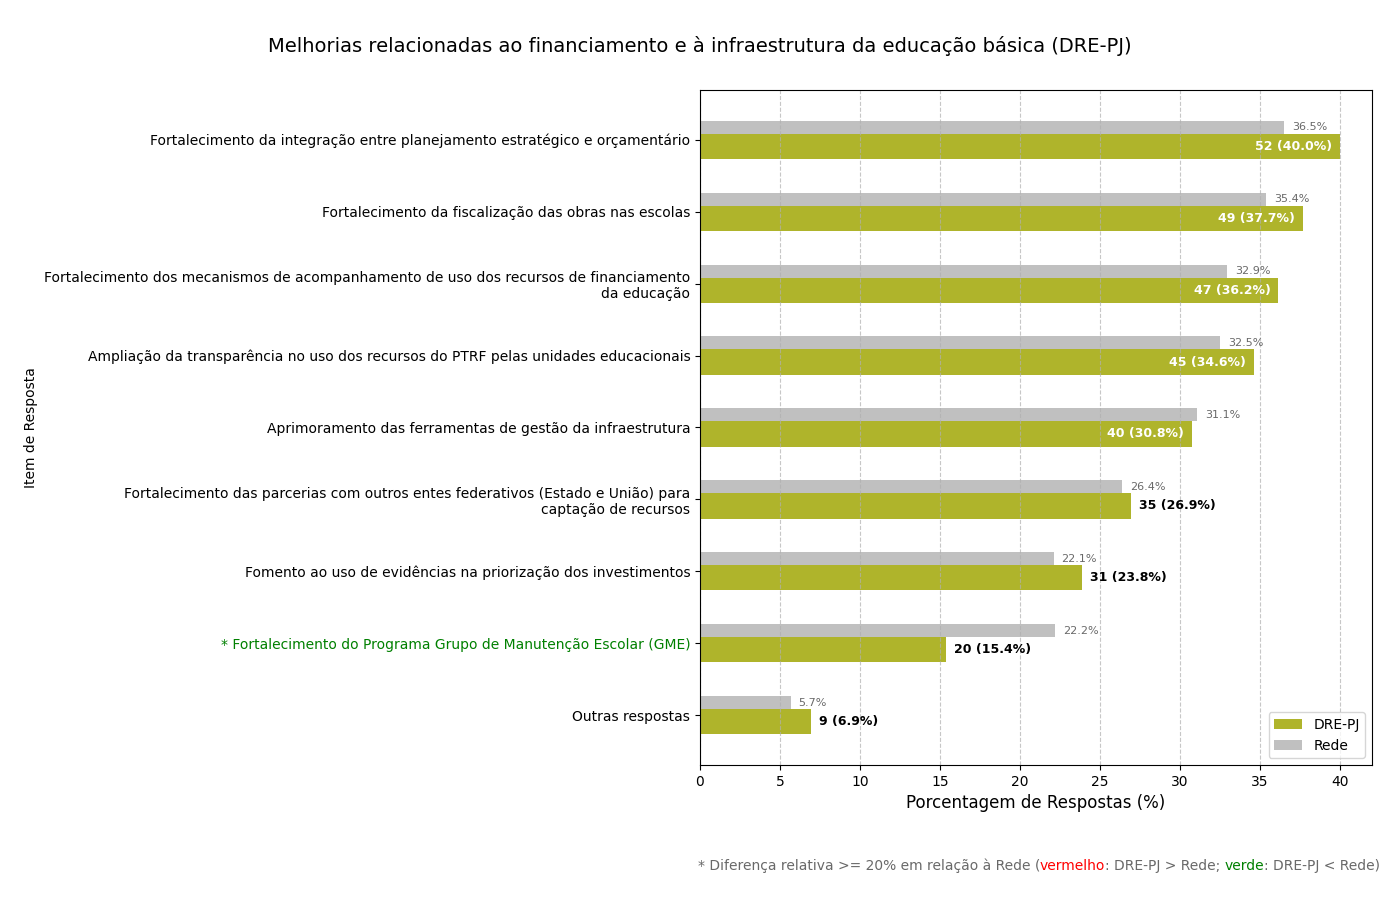 Melhorias relacionadas ao financiamento e à infraestrutura da educação básica (DRE-PJ)
Item de Resposta
Fortalecimento da integração entre planejamento estratégico e orçamentário
36.5%
52 (40.0%)
Fortalecimento da fiscalização das obras nas escolas
35.4%
49 (37.7%)
Fortalecimento dos mecanismos de acompanhamento de uso dos recursos de financiamento
da educação
32.9%
47 (36.2%)
Ampliação da transparência no uso dos recursos do PTRF pelas unidades educacionais
32.5%
45 (34.6%)
Aprimoramento das ferramentas de gestão da infraestrutura
31.1%
40 (30.8%)
Fortalecimento das parcerias com outros entes federativos (Estado e União) para
captação de recursos
26.4%
35 (26.9%)
Fomento ao uso de evidências na priorização dos investimentos
22.1%
31 (23.8%)
* Fortalecimento do Programa Grupo de Manutenção Escolar (GME)
22.2%
20 (15.4%)
Outras respostas
5.7%
9 (6.9%)
DRE-PJ
Rede
0 5 10 15 20 25 30 35 40
Porcentagem de Respostas (%)
* Diferença relativa >= 20% em relação à Rede (vermelho: DRE-PJ > Rede; verde: DRE-PJ < Rede)